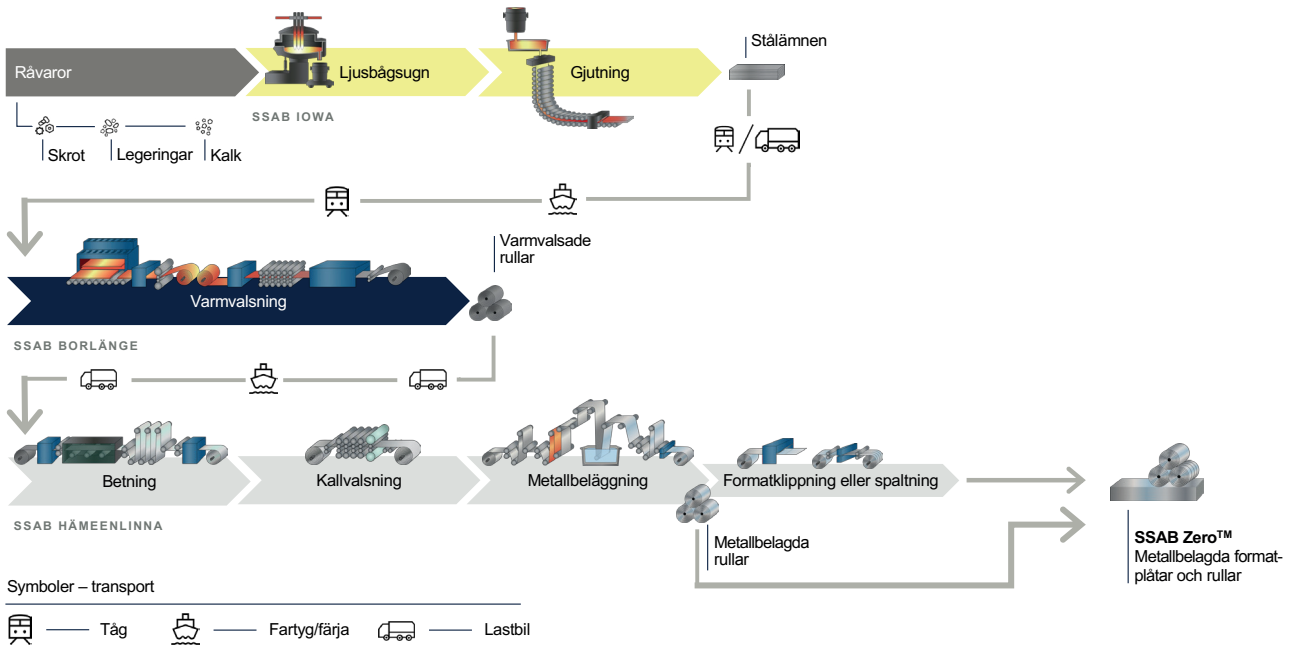 Råvaror
Ljusbågsugn
Gjutning
Stålämnen
SSAB IOWA
Skrot
Legeringar
Kalk
/
Varmvalsade
rullar
Varmvalsning
SSAB BORLÄNGE
Betning
Kallvalsning
Metallbeläggning
Formatklippning eller spaltning
SSAB HÄMEENLINNA
Metallbelagda
rullar
SSAB Zero™
Metallbelagda format-
plåtar och rullar
Symboler – transport
Tåg
Fartyg/färja
Lastbil